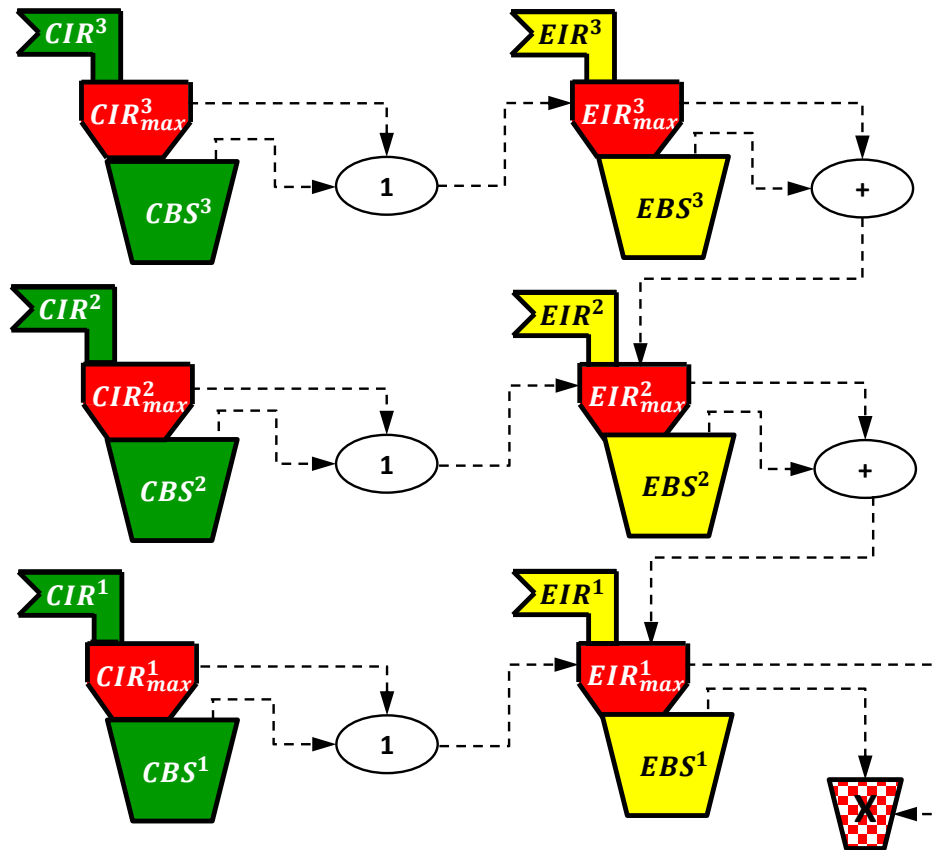 CIR³ EIR³
CIR³max EIR³max
CBS³ 1 EBS³ +
CIR² EIR²
CIR²max EIR²max
CBS² 1 EBS² +
CIR¹ EIR¹
CIR¹max EIR¹max
CBS¹ 1 EBS¹
X